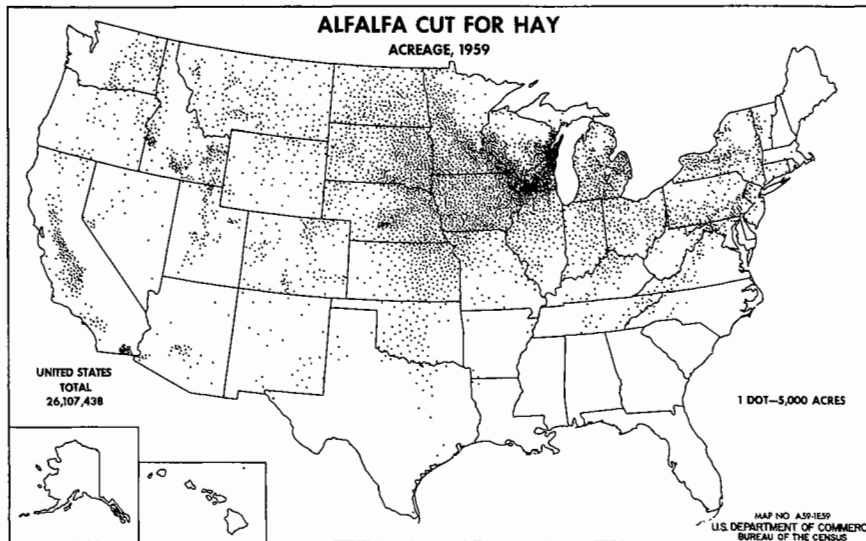 ALFALFA CUT FOR HAY
ACREAGE, 1959
UNITED STATES
TOTAL
26,107,438
1 DOT—5,000 ACRES
MAP NO A59-1E59
U.S. DEPARTMENT OF COMMERC
BUREAU OF THE CENSUS